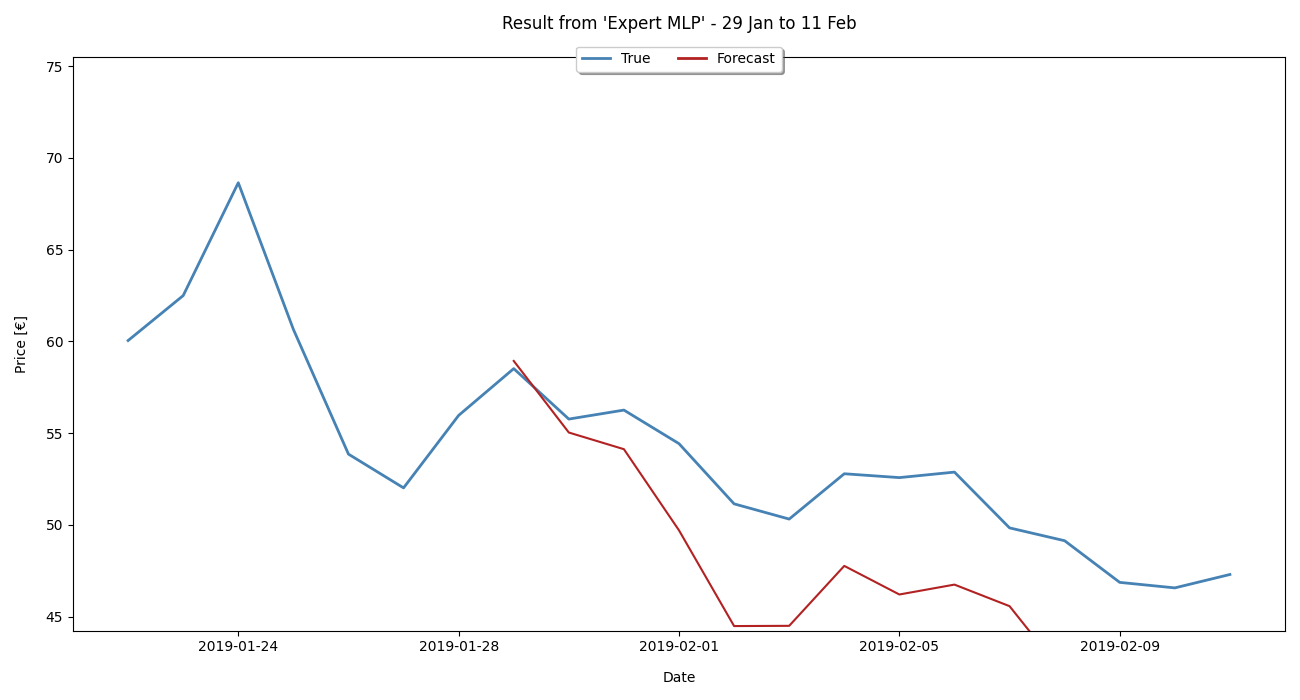 Result from 'Expert MLP' - 29 Jan to 11 Feb
True Forecast
75
70
65
60
55
50
45
Price [€]
2019-01-24 2019-01-28 2019-02-01 2019-02-05 2019-02-09
Date